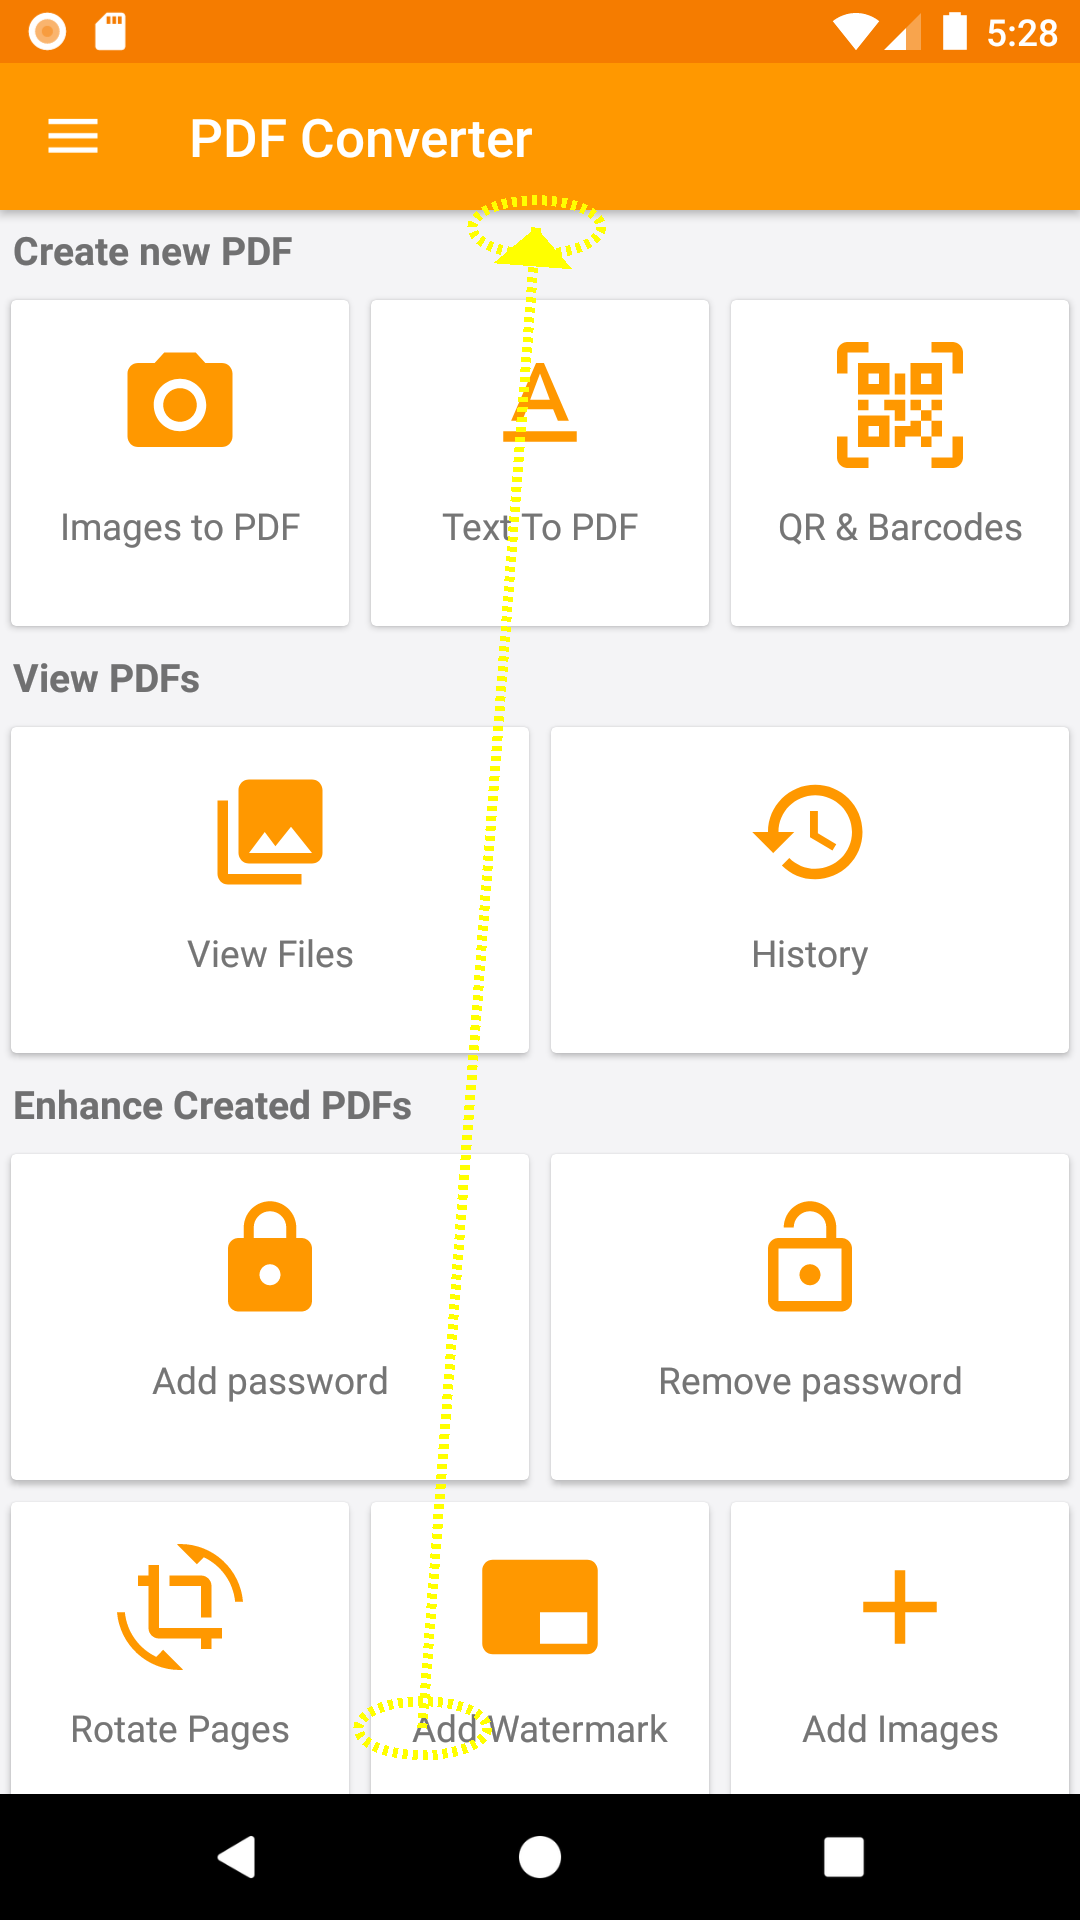 5:28
PDF Converter
Create new PDF
Images to PDF
Text To PDF
QR & Barcodes
View PDFs
View Files
History
Enhance Created PDFs
Add password
Remove password
Rotate Pages
Add Watermark
Add Images